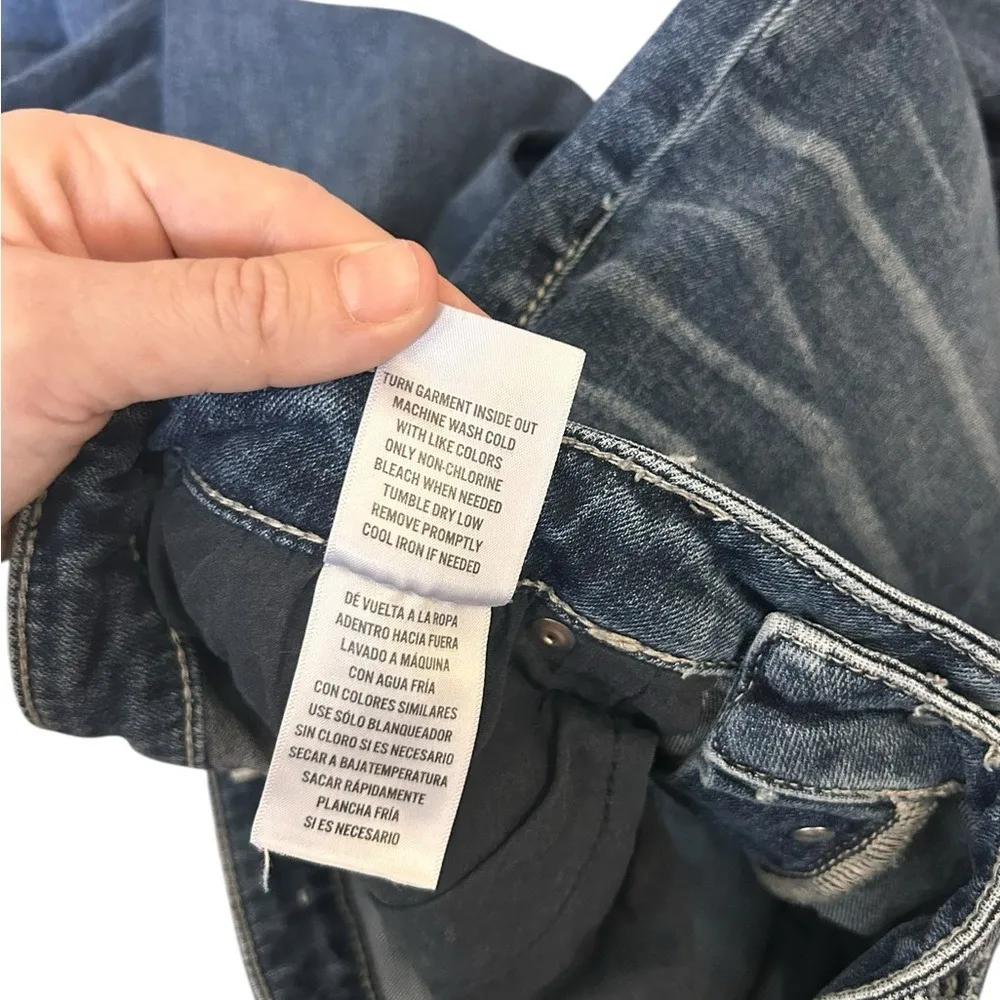 TURN GARMENT INSIDE OUT
MACHINE WASH COLD
WITH LIKE COLORS
ONLY NON-CHLORINE
BLEACH WHEN NEEDED
TUMBLE DRY LOW
REMOVE PROMPTLY
COOL IRON IF NEEDED
DÉ VUELTA A LA ROPA
ADENTRO HACIA FUERA
LAVADO A MÁQUINA
CON AGUA FRÍA
CON COLORES SIMILARES
USE SÓLO BLANQUEADOR
SIN CLORO SI ES NECESARIO
SECAR A BAJA TEMPERATURA
SACAR RÁPIDAMENTE
PLANCHA FRÍA
SI ES NECESARIO